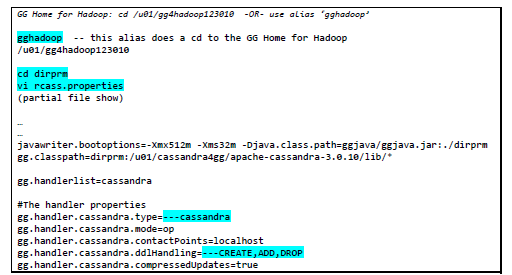 GG Home for Hadoop: cd /u01/gg4hadoop123010 -OR- use alias 'gghadoop'
gghadoop -- this alias does a cd to the GG Home for Hadoop
/u01/gg4hadoop123010
cd dirprm
vi rcass.properties
(partial file show)
…
…
javawriter.bootoptions=-Xmx512m -Xms32m -Djava.class.path=ggjava/ggjava.jar:./dirprm
gg.classpath=dirprm:/u01/cassandra4gg/apache-cassandra-3.0.10/lib/*
gg.handlerlist=cassandra
#The handler properties
gg.handler.cassandra.type=---cassandra
gg.handler.cassandra.mode=op
gg.handler.cassandra.contactPoints=localhost
gg.handler.cassandra.ddlHandling=---CREATE,ADD,DROP
gg.handler.cassandra.compressedUpdates=true